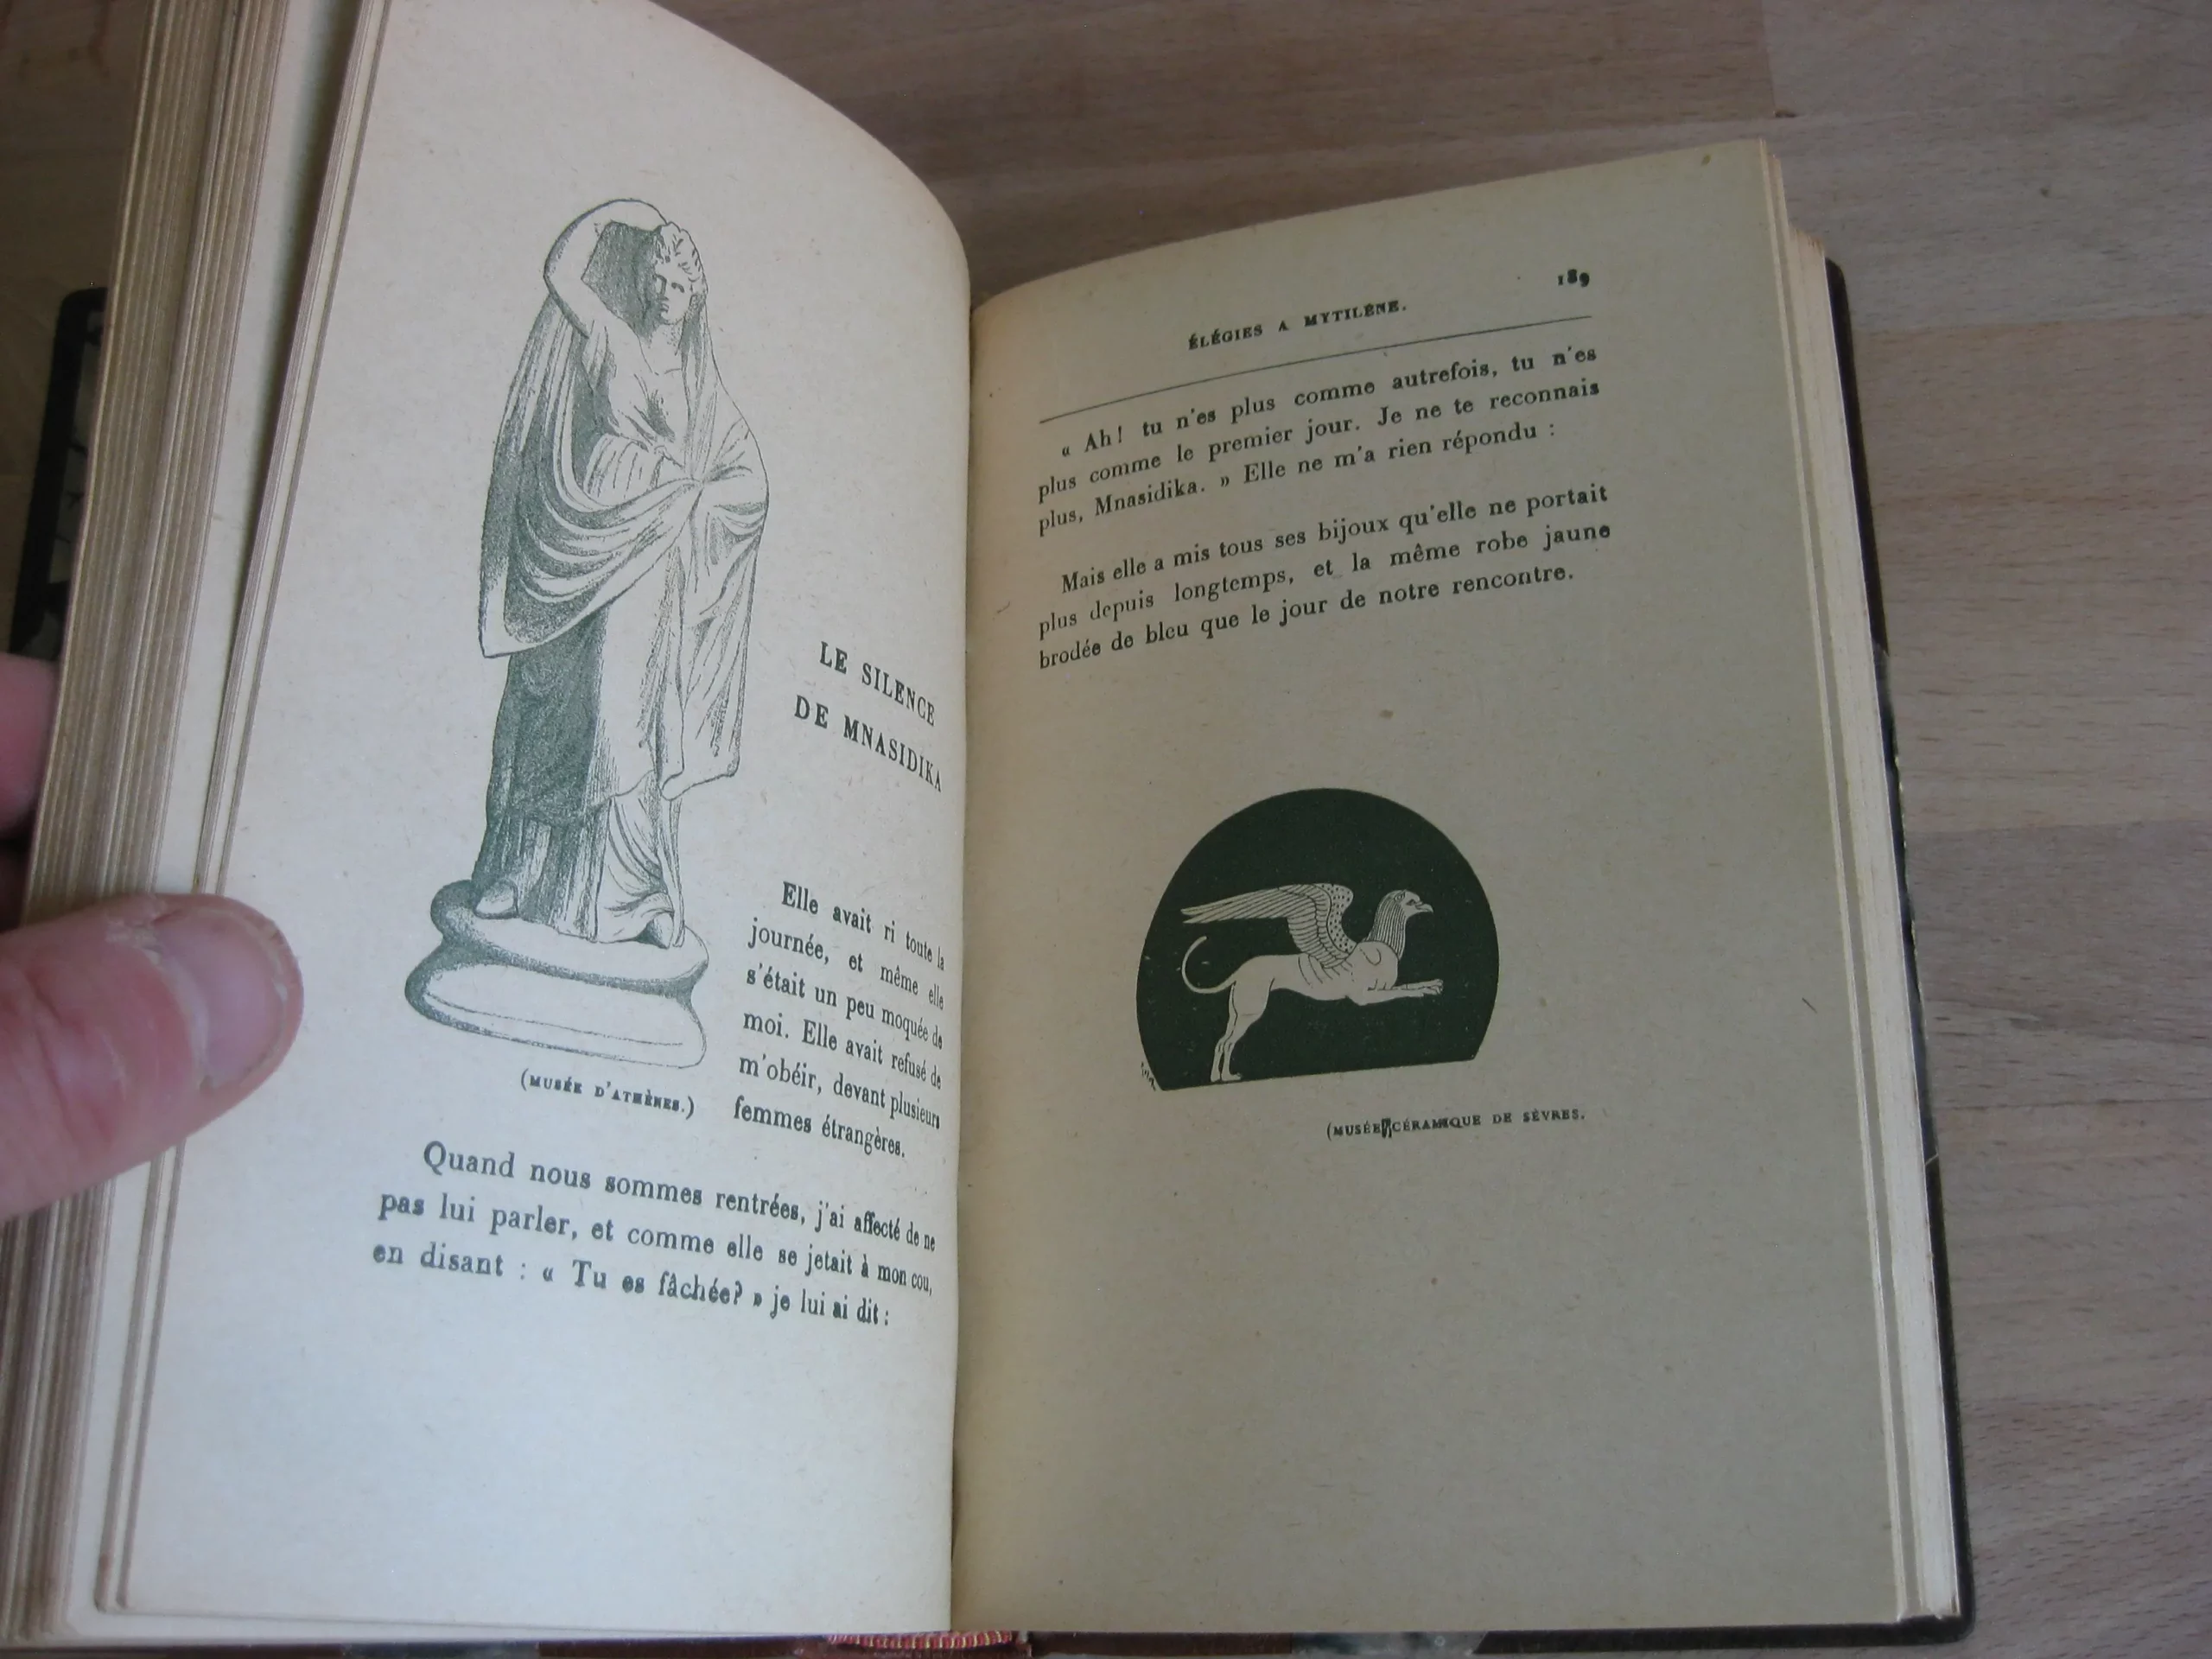 LE SILENCE
DE MNASIDIKA
Elle avait ri toute la
journée, et même elle
s'était un peu moquée de
moi. Elle avait refusé de
m'obéir, devant plusieurs
femmes étrangères.
(MUSÉE D'ATHÈNES.)
Quand nous sommes rentrées, j'ai affecté de ne
pas lui parler, et comme elle se jetait à mon cou,
en disant : « Tu es fâchée? » je lui ai dit :
ÉLÉGIES A MYTILÈNE.
189
« Ah! tu n'es plus comme autrefois, tu n'es
plus comme le premier jour. Je ne te reconnais
plus, Mnasidika. » Elle ne m'a rien répondu :
Mais elle a mis tous ses bijoux qu'elle ne portait
plus depuis longtemps, et la même robe jaune
brodée de bleu que le jour de notre rencontre.
(MUSÉE CÉRAMIQUE DE SÈVRES.